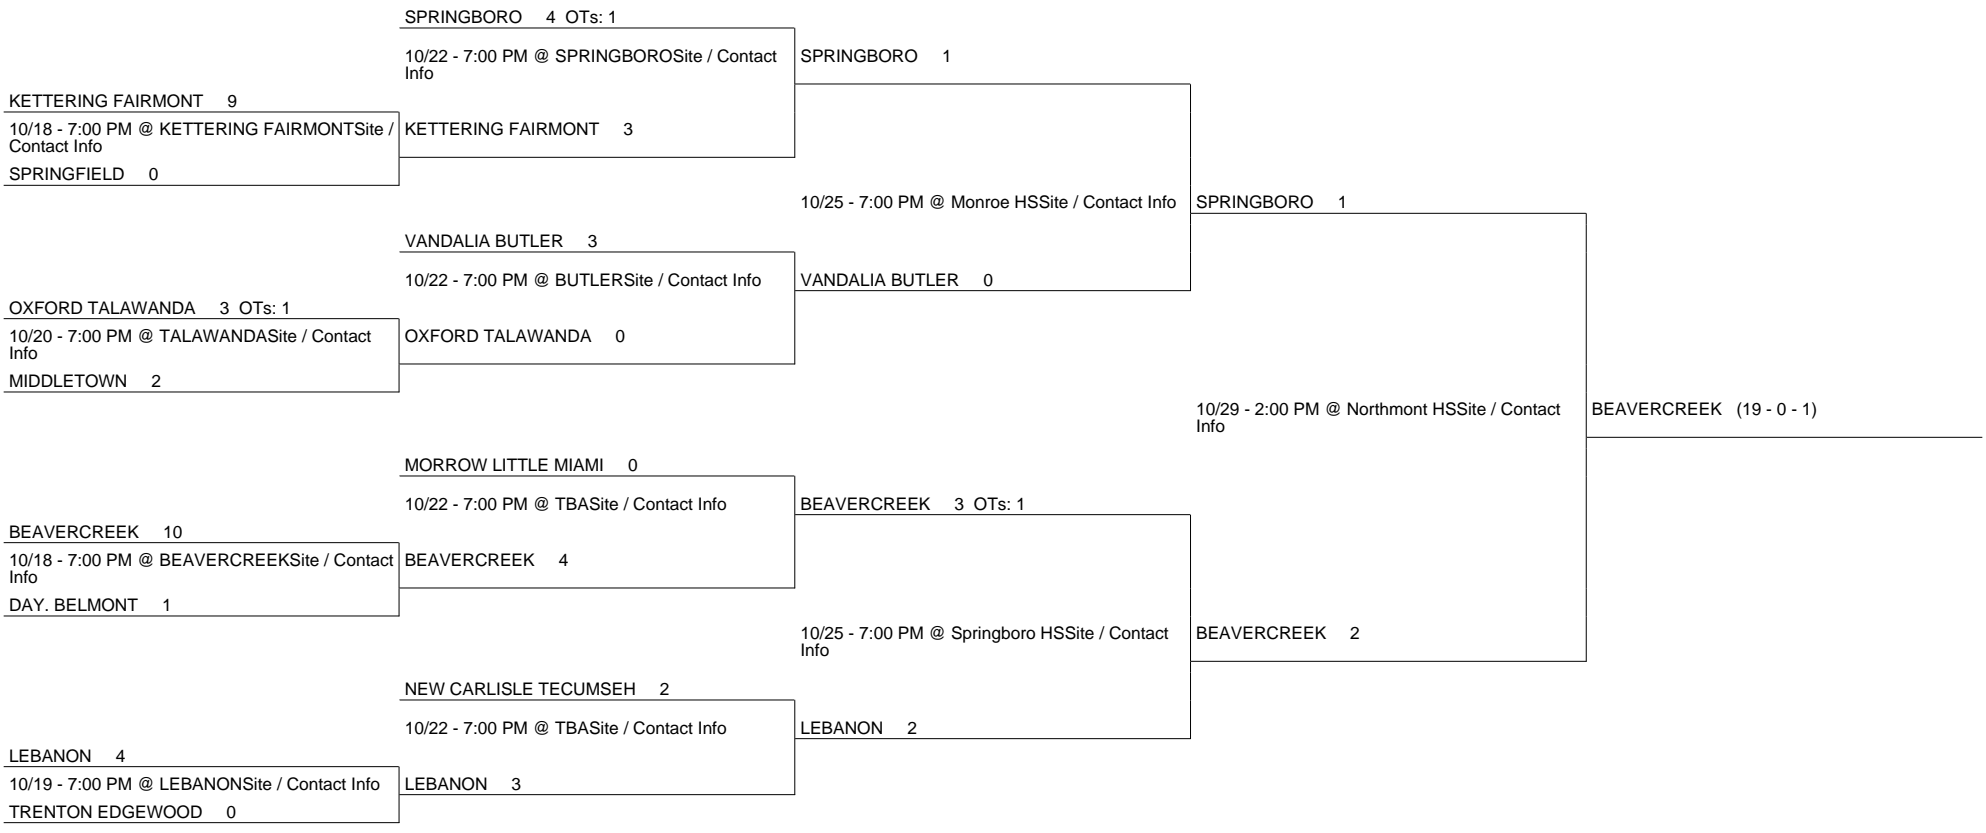 SPRINGBORO 4 OTs: 1
10/22 - 7:00 PM @ SPRINGBOROSite / Contact
Info
SPRINGBORO 1
KETTERING FAIRMONT 9
10/18 - 7:00 PM @ KETTERING FAIRMONTSite /
Contact Info
KETTERING FAIRMONT 3
SPRINGFIELD 0
10/25 - 7:00 PM @ Monroe HSSite / Contact Info
SPRINGBORO 1
VANDALIA BUTLER 3
10/22 - 7:00 PM @ BUTLERSite / Contact Info
VANDALIA BUTLER 0
OXFORD TALAWANDA 3 OTs: 1
10/20 - 7:00 PM @ TALAWANDASite / Contact
Info
OXFORD TALAWANDA 0
MIDDLETOWN 2
10/29 - 2:00 PM @ Northmont HSSite / Contact
Info
BEAVERCREEK (19 - 0 - 1)
MORROW LITTLE MIAMI 0
10/22 - 7:00 PM @ TBASite / Contact Info
BEAVERCREEK 3 OTs: 1
BEAVERCREEK 10
10/18 - 7:00 PM @ BEAVERCREEKSite / Contact
Info
BEAVERCREEK 4
DAY. BELMONT 1
10/25 - 7:00 PM @ Springboro HSSite / Contact
Info
BEAVERCREEK 2
NEW CARLISLE TECUMSEH 2
10/22 - 7:00 PM @ TBASite / Contact Info
LEBANON 2
LEBANON 4
10/19 - 7:00 PM @ LEBANONSite / Contact Info
LEBANON 3
TRENTON EDGEWOOD 0